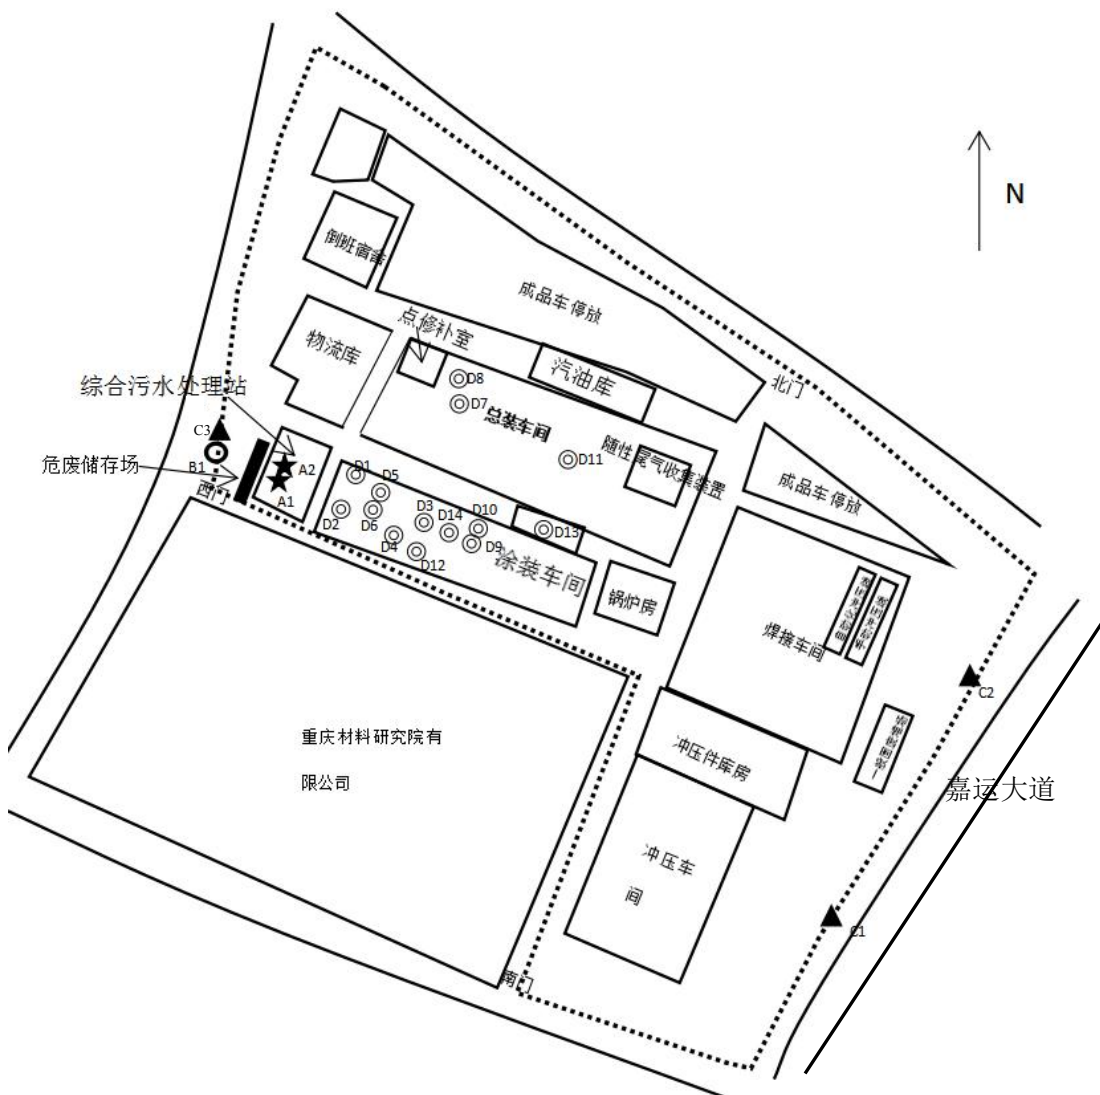 N
倒班宿舍
成品车停放
点修补室
物流库
汽油库
北门
综合污水处理站
D8
D7
总装车间
随性尾气收集装置
D11
成品车停放
C3
B1
危废储存场
西门
A2
A1
D1
D5
D2
D6
D3
D14
D10
D13
D4
D9
D12
涂装车间
锅炉房
焊接车间
C2
重庆材料研究院有
限公司
冲压件库房
嘉运大道
冲压车
间
C1
南门